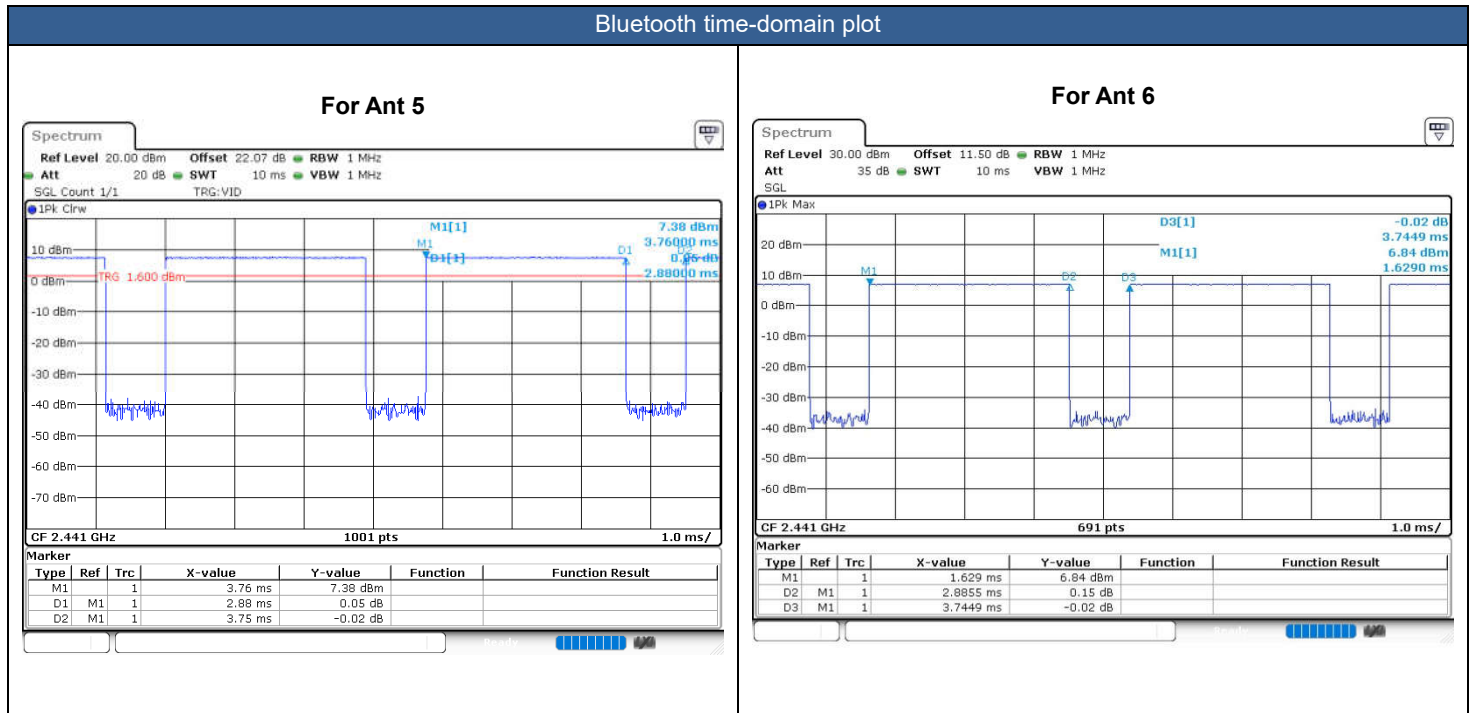 Bluetooth time-domain plot
For Ant 5
Spectrum
Ref Level 20.00 dBm Offset 22.07 dB RBW 1 MHz
Att 20 dB SWT 10 ms VBW 1 MHz
SGL Count 1/1 TRG:VID
1Pk Clrw
M1[1] 7.38 dBm
3.76000 ms
D1[1] 0.05 dB
2.88000 ms
M1
D1
D2
TRG 1.600 dBm
10 dBm
0 dBm
-10 dBm
-20 dBm
-30 dBm
-40 dBm
-50 dBm
-60 dBm
-70 dBm
CF 2.441 GHz 1001 pts 1.0 ms/
Marker
Type Ref Trc X-value Y-value Function Function Result
M1 1 3.76 ms 7.38 dBm
D1 M1 1 2.88 ms 0.05 dB
D2 M1 1 3.75 ms -0.02 dB
Ready
For Ant 6
Spectrum
Ref Level 30.00 dBm Offset 11.50 dB RBW 1 MHz
Att 35 dB SWT 10 ms VBW 1 MHz
SGL
1Pk Max
D3[1] -0.02 dB
3.7449 ms
M1[1] 6.84 dBm
1.6290 ms
M1
D2
D3
20 dBm
10 dBm
0 dBm
-10 dBm
-20 dBm
-30 dBm
-40 dBm
-50 dBm
-60 dBm
CF 2.441 GHz 691 pts 1.0 ms/
Marker
Type Ref Trc X-value Y-value Function Function Result
M1 1 1.629 ms 6.84 dBm
D2 M1 1 2.8855 ms 0.15 dB
D3 M1 1 3.7449 ms -0.02 dB